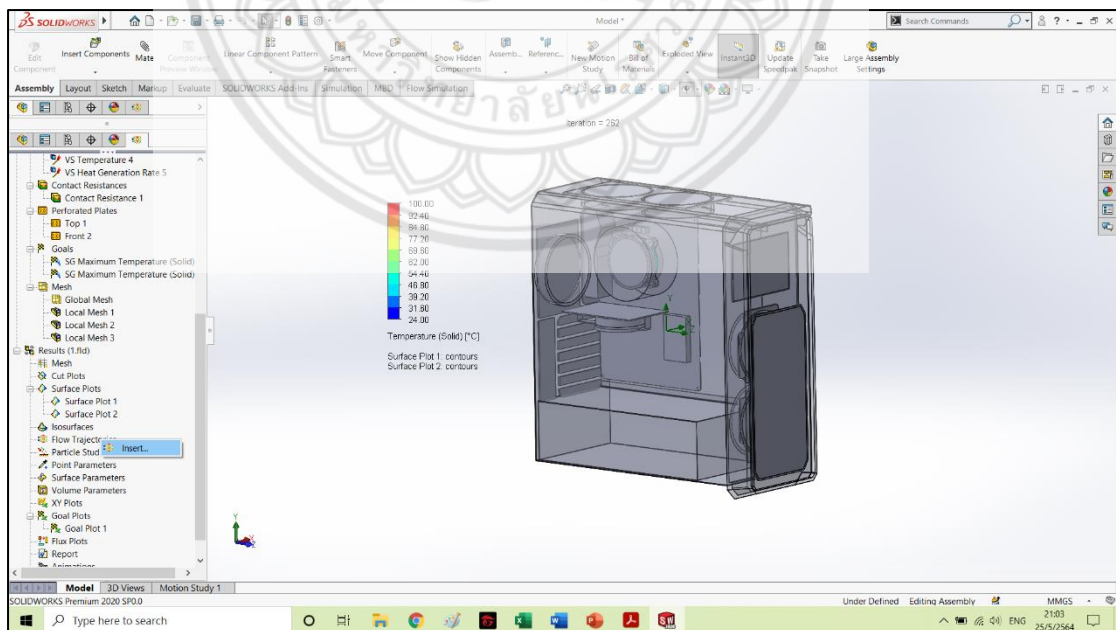 SOLIDWORKS
Model *
Search Commands
Edit Component
Insert Components
Mate
Component Preview Window
Linear Component Pattern
Smart Fasteners
Move Component
Show Hidden Components
Assemb...
Referenc...
New Motion Study
Bill of Materials
Exploded View
Instant3D
Update Speedpak
Take Snapshot
Large Assembly Settings
Assembly Layout Sketch Markup Evaluate SOLIDWORKS Add-Ins Simulation MBD Flow Simulation
Iteration = 262
VS Temperature 4
VS Heat Generation Rate 5
Contact Resistances
Contact Resistance 1
Perforated Plates
Top 1
Front 2
Goals
SG Maximum Temperature (Solid)
SG Maximum Temperature (Solid)
Mesh
Global Mesh
Local Mesh 1
Local Mesh 2
Local Mesh 3
Results (1.fld)
Mesh
Cut Plots
Surface Plots
Surface Plot 1
Surface Plot 2
Isosurfaces
Flow Trajectories
Insert...
Particle Stud
Point Parameters
Surface Parameters
Volume Parameters
XY Plots
Goal Plots
Goal Plot 1
Flux Plots
Report
Animations
100.00
92.40
84.80
77.20
69.60
62.00
54.40
46.80
39.20
31.60
24.00
Temperature (Solid) [°C]
Surface Plot 1: contours
Surface Plot 2: contours
Y
Y
Model 3D Views Motion Study 1
SOLIDWORKS Premium 2020 SP0.0
Under Defined Editing Assembly MMGS
Type here to search
ENG
21:03
25/5/2564